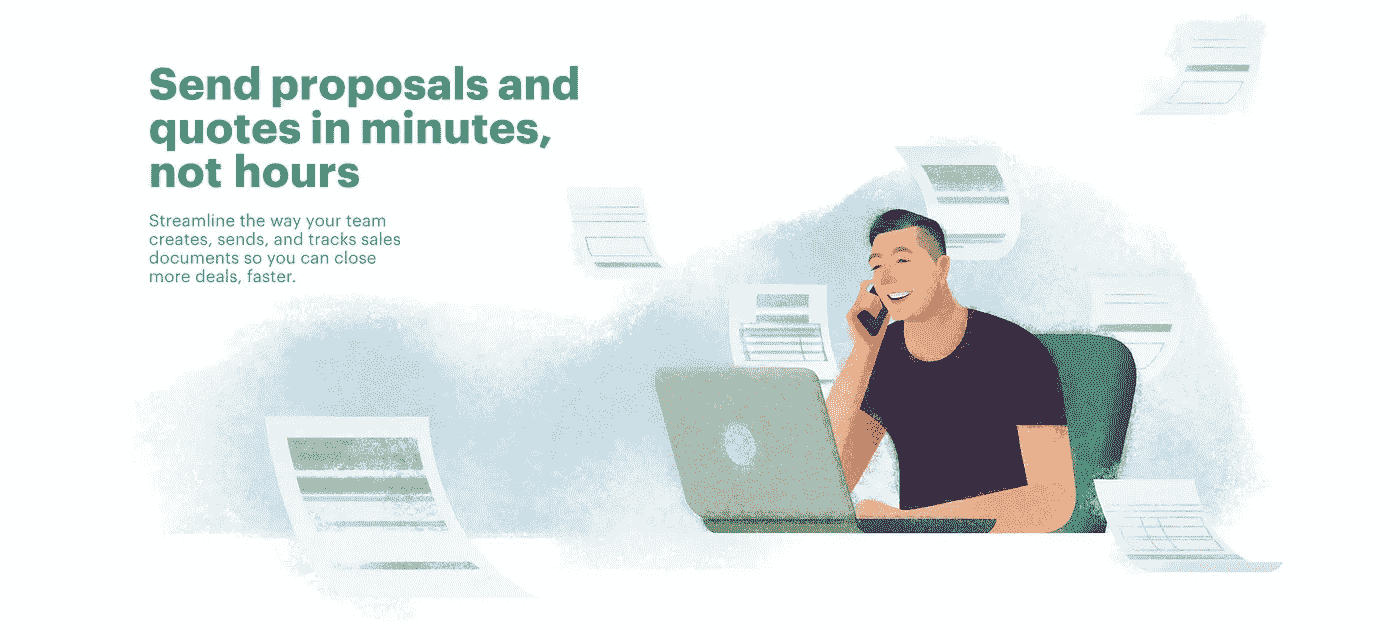 Send proposals and
quotes in minutes,
not hours
Streamline the way your team
creates, sends, and tracks sales
documents so you can close
more deals, faster.